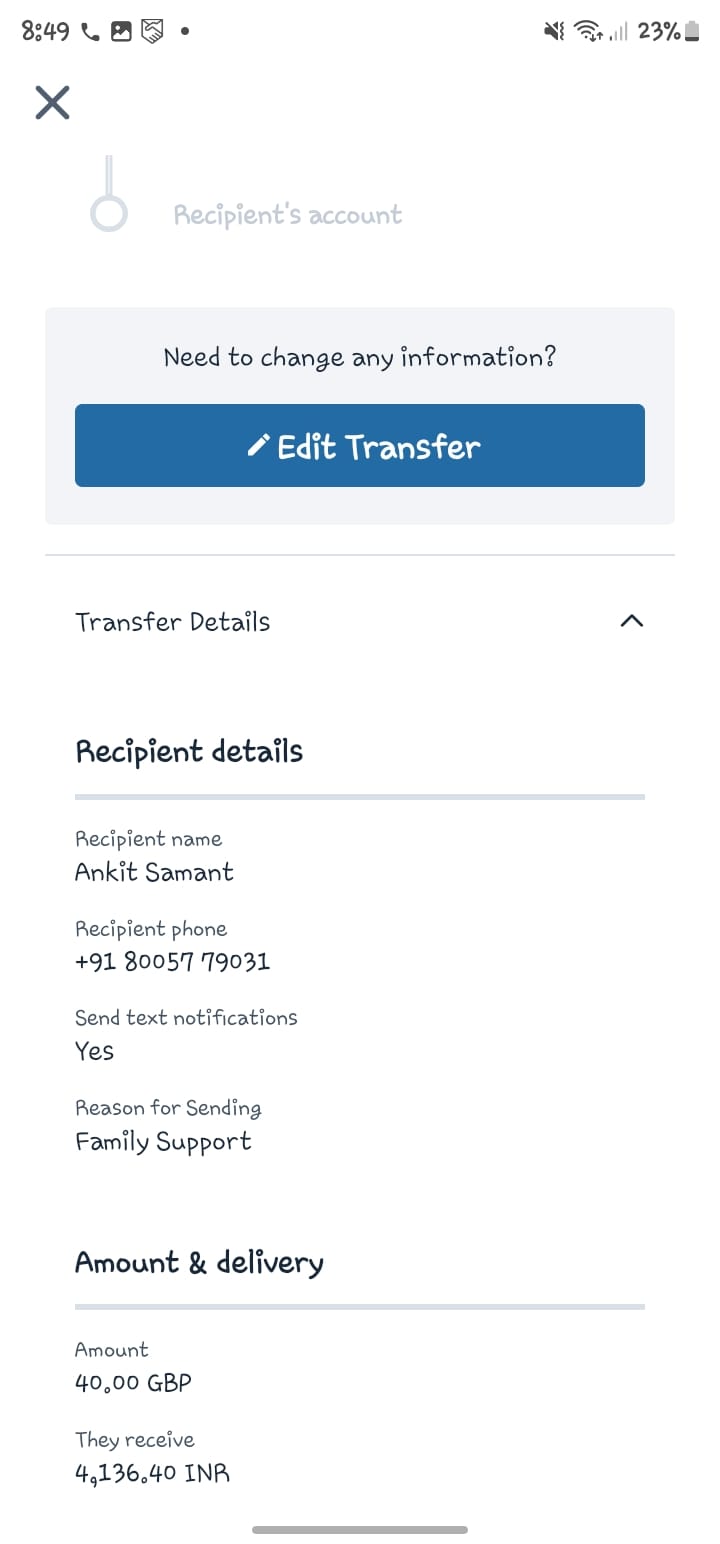 8:49
23%
Recipient's account
Need to change any information?
Edit Transfer
Transfer Details
Recipient details
Recipient name
Ankit Samant
Recipient phone
+91 80057 79031
Send text notifications
Yes
Reason for Sending
Family Support
Amount & delivery
Amount
40.00 GBP
They receive
4,136.40 INR